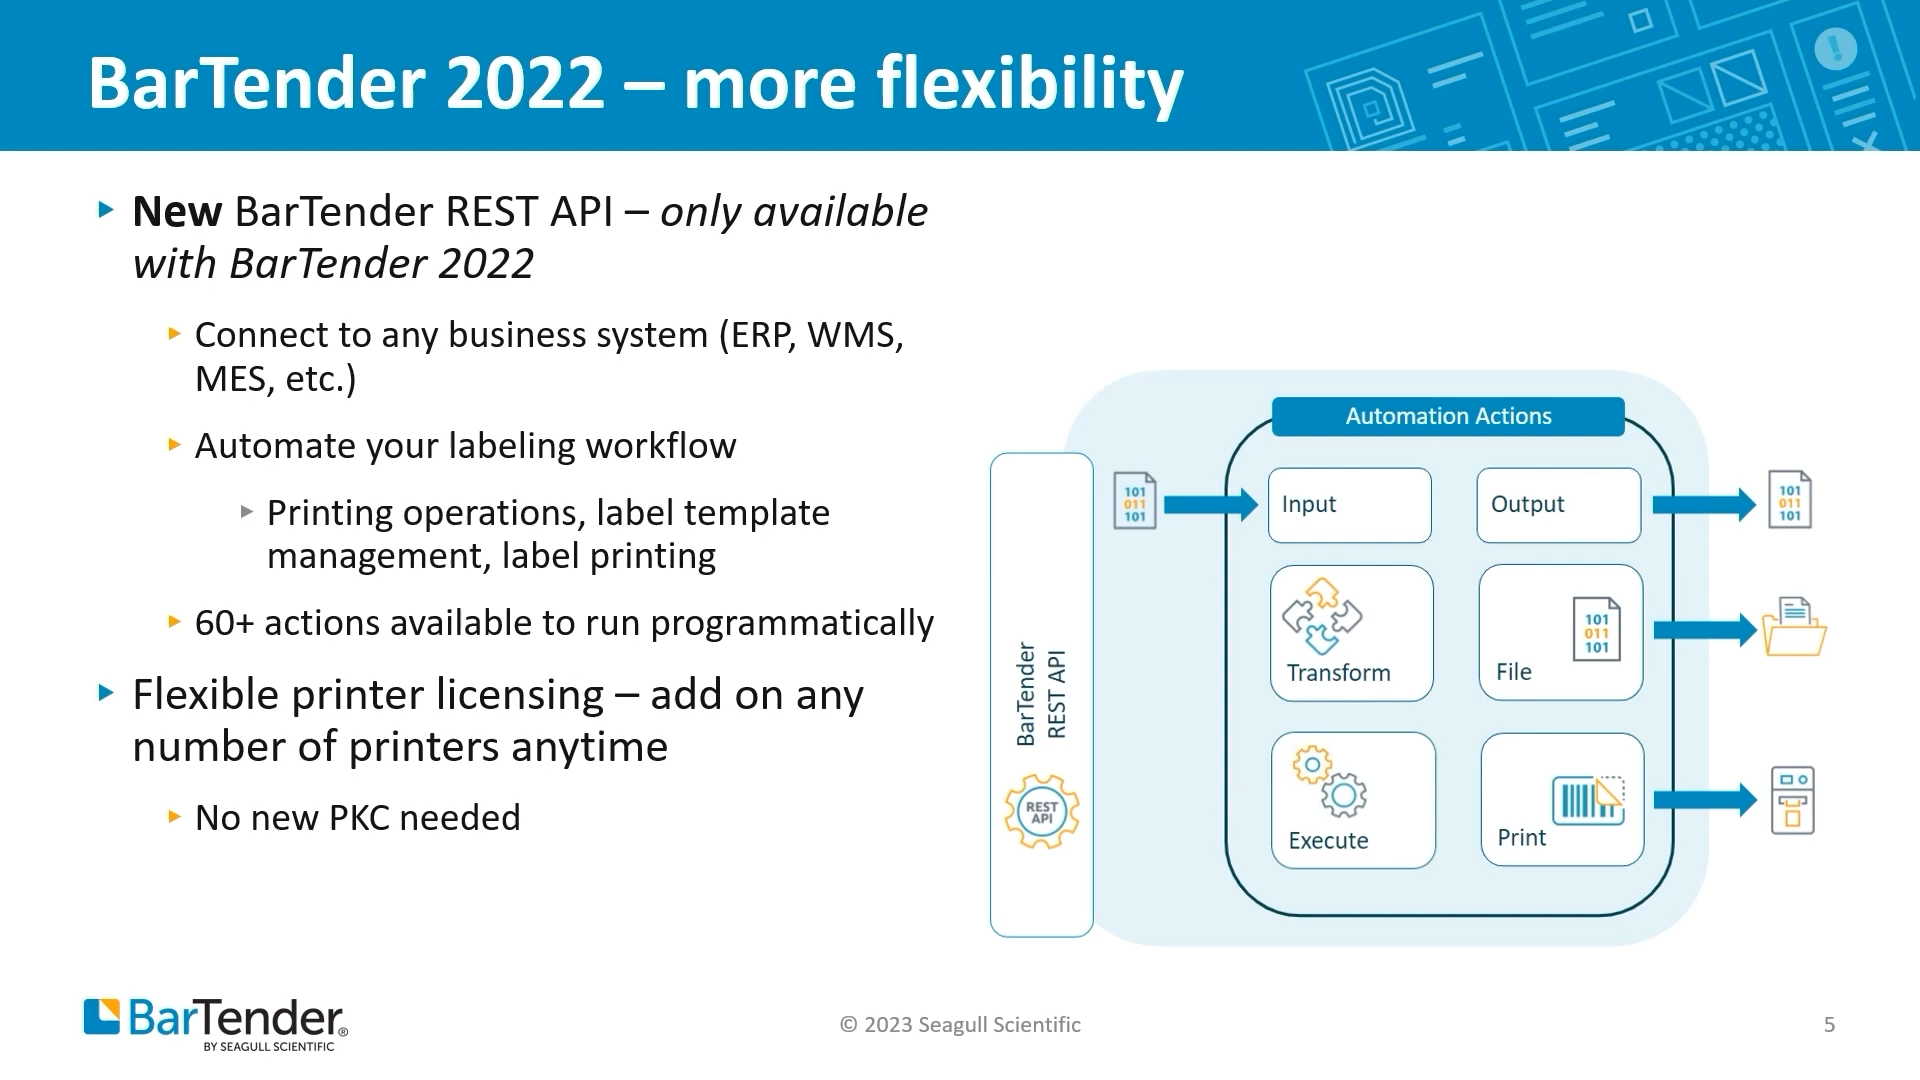 BarTender 2022 – more flexibility
New BarTender REST API – only available
with BarTender 2022
Connect to any business system (ERP, WMS,
MES, etc.)
Automate your labeling workflow
Printing operations, label template
management, label printing
60+ actions available to run programmatically
Flexible printer licensing – add on any
number of printers anytime
No new PKC needed
BarTender
REST API
REST
API
101
011
101
Automation Actions
Input
Output
Transform
File
101
011
101
Execute
Print
101
011
101
BarTender®
BY SEAGULL SCIENTIFIC
© 2023 Seagull Scientific
5